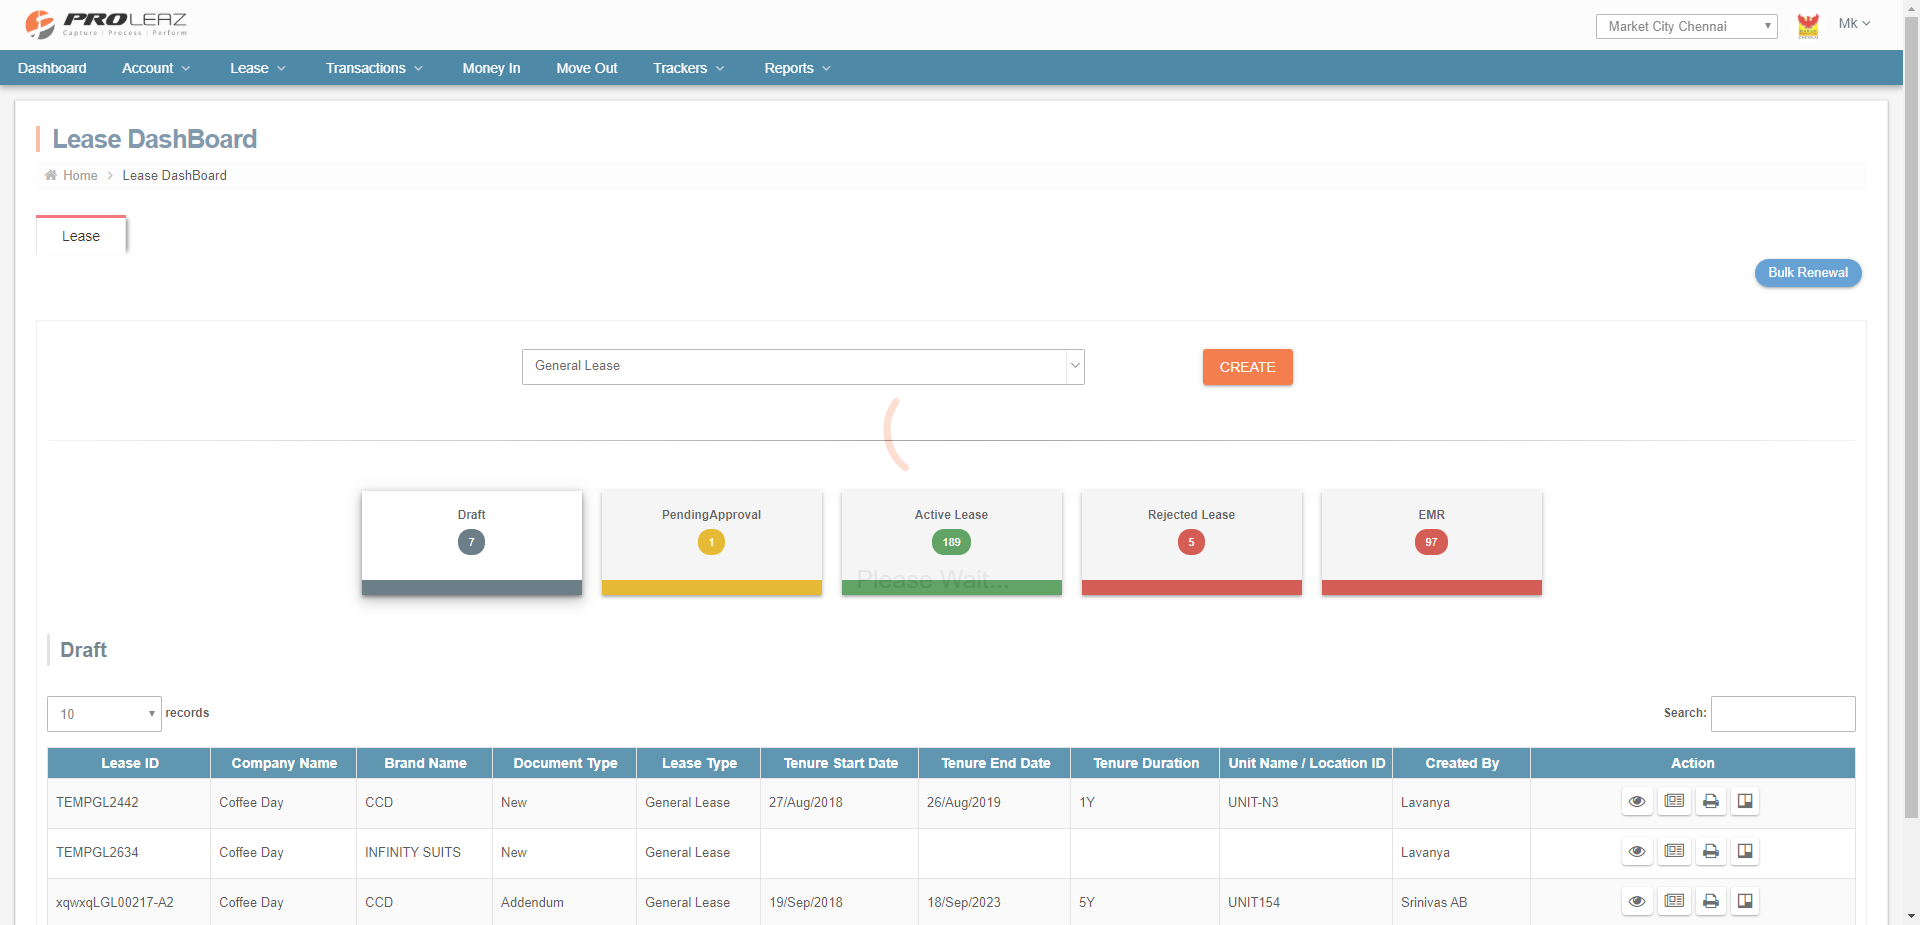 PROLEAZ
Capture | Process | Perform
Market City Chennai
Mk
Dashboard Account Lease Transactions Money In Move Out Trackers Reports
Lease DashBoard
Home > Lease DashBoard
Lease
Bulk Renewal
General Lease
CREATE
Draft PendingApproval Active Lease Rejected Lease EMR
7 1 189 5 97
Please Wait...
Draft
10 records
Search:
Lease ID Company Name Brand Name Document Type Lease Type Tenure Start Date Tenure End Date Tenure Duration Unit Name / Location ID Created By Action
TEMPGL2442 Coffee Day CCD New General Lease 27/Aug/2018 26/Aug/2019 1Y UNIT-N3 Lavanya
TEMPGL2634 Coffee Day INFINITY SUITS New General Lease Lavanya
xqwxqLGL00217-A2 Coffee Day CCD Addendum General Lease 19/Sep/2018 18/Sep/2023 5Y UNIT154 Srinivas AB